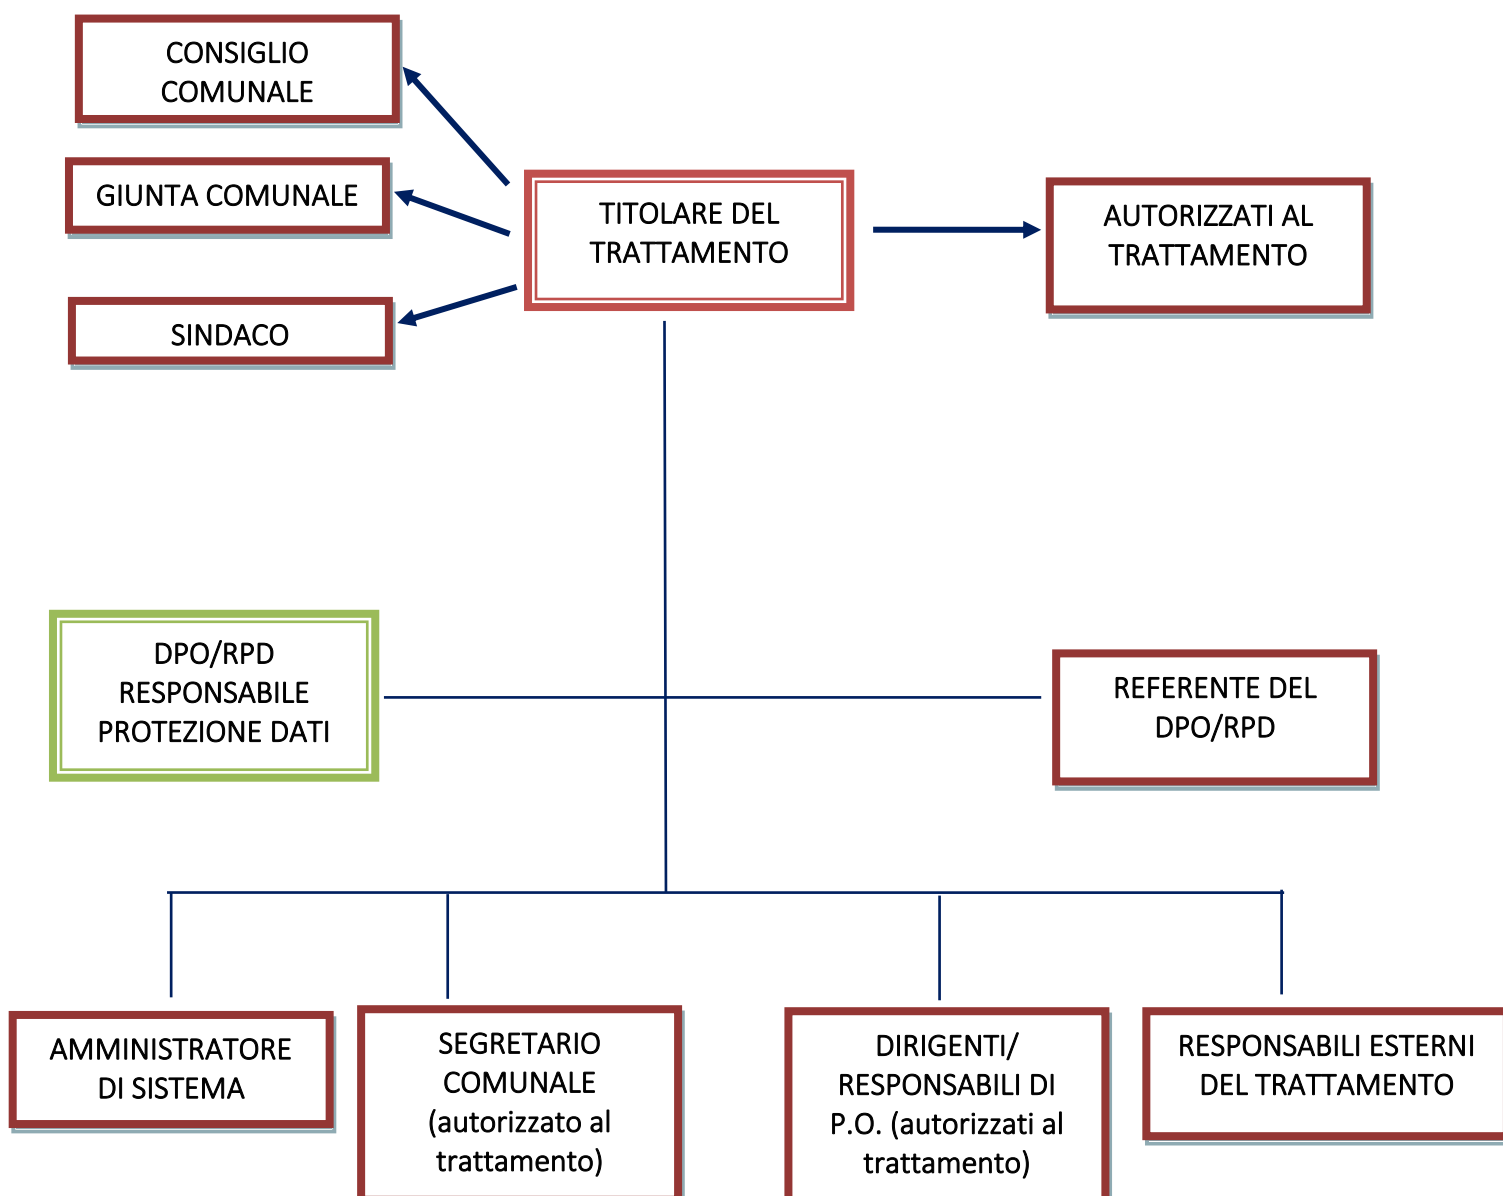 CONSIGLIO
COMUNALE
GIUNTA COMUNALE
SINDACO
TITOLARE DEL
TRATTAMENTO
AUTORIZZATI AL
TRATTAMENTO
DPO/RPD
RESPONSABILE
PROTEZIONE DATI
REFERENTE DEL
DPO/RPD
AMMINISTRATORE
DI SISTEMA
SEGRETARIO
COMUNALE
(autorizzato al
trattamento)
DIRIGENTI/
RESPONSABILI DI
P.O. (autorizzati al
trattamento)
RESPONSABILI ESTERNI
DEL TRATTAMENTO